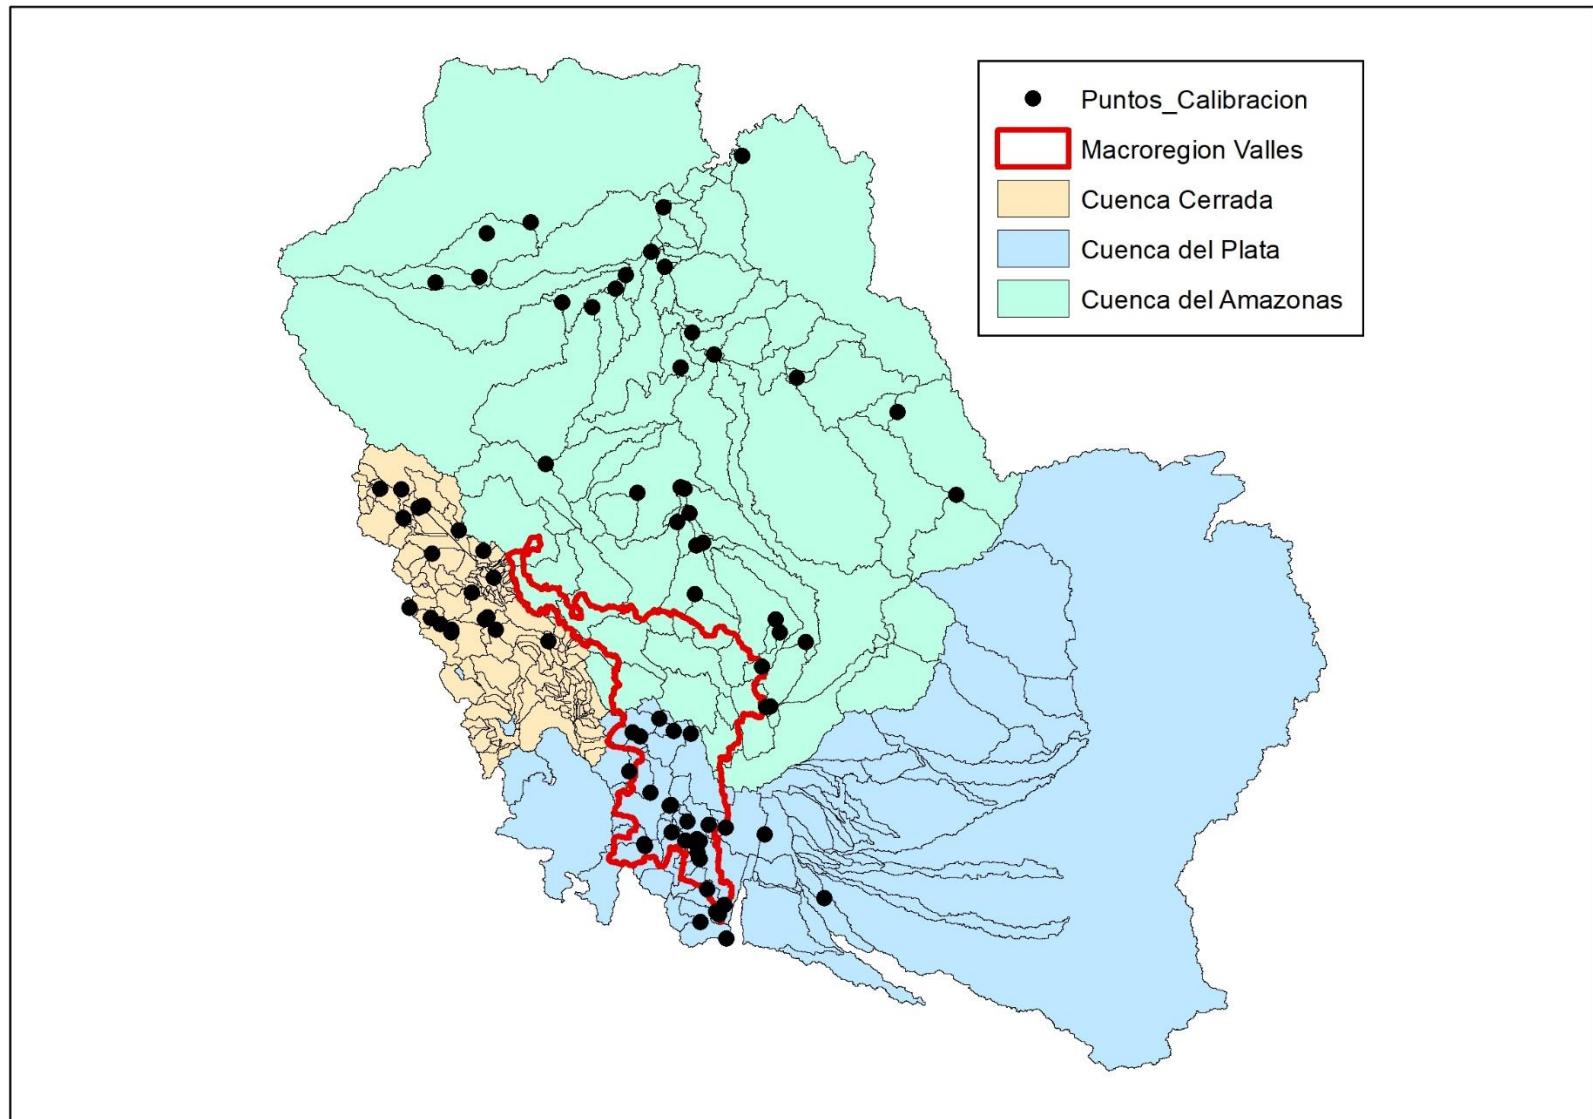 Puntos_Calibracion
Macroregion Valles
Cuenca Cerrada
Cuenca del Plata
Cuenca del Amazonas